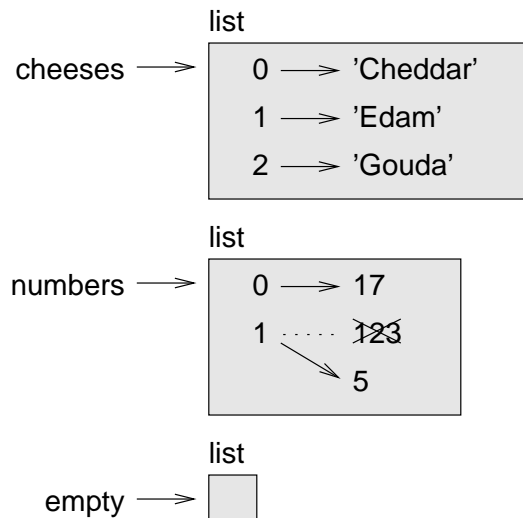 list
cheeses 0 ’Cheddar’
1 ’Edam’
2 ’Gouda’
list
numbers 0 17
1 123
5
list
empty